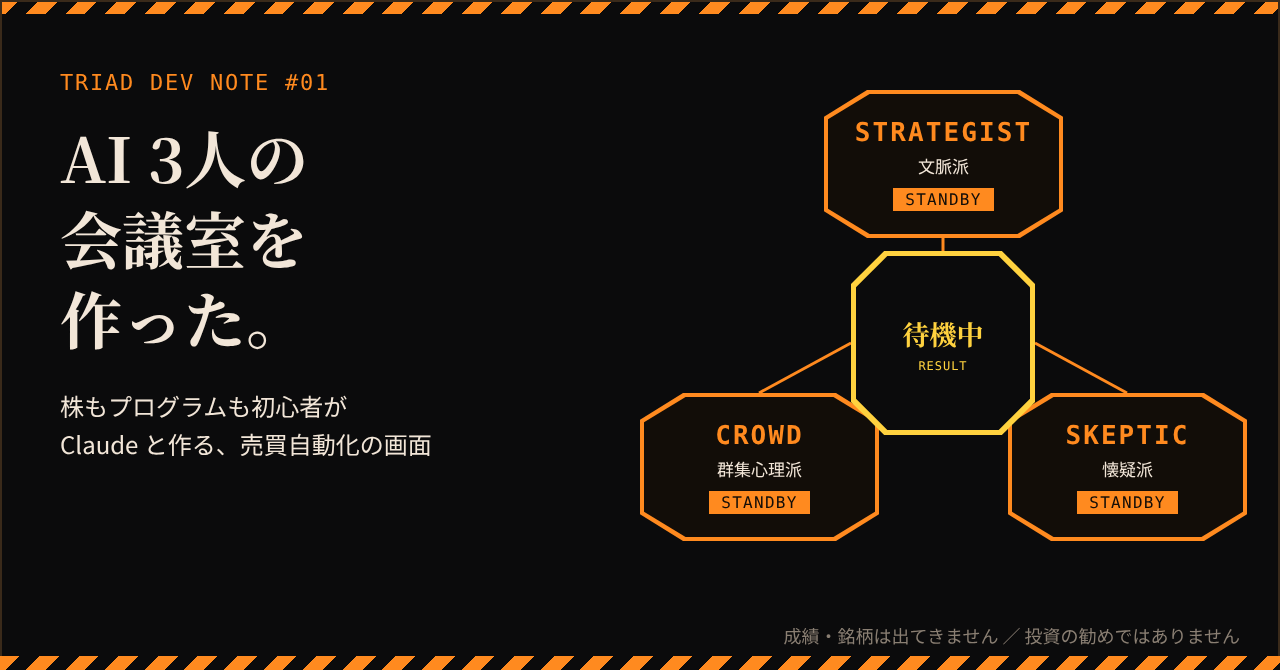 TRIAD DEV NOTE #01
AI 3人の
会議室を
作った。
株もプログラムも初心者が
Claude と作る、売買自動化の画面
STRATEGIST
文脈派
STANDBY
待機中
RESULT
CROWD
群集心理派
STANDBY
SKEPTIC
懐疑派
STANDBY
成績・銘柄は出てきません ／ 投資の勧めではありません